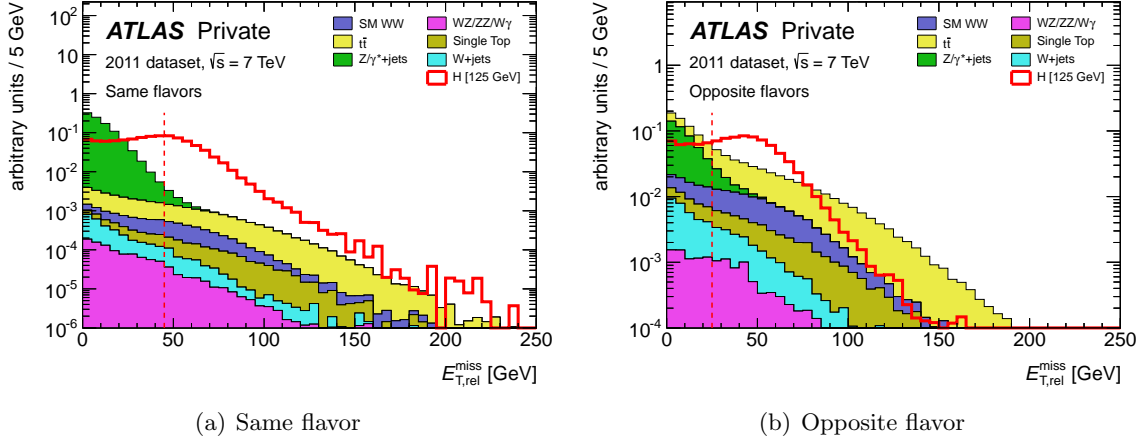 arbitrary units / 5 GeV
10²
10
1
10⁻¹
10⁻²
10⁻³
10⁻⁴
10⁻⁵
10⁻⁶
ATLAS Private
2011 dataset, √s = 7 TeV
Same flavors
SM WW
tt̄
Z/γ*+jets
WZ/ZZ/Wγ
Single Top
W+jets
H [125 GeV]
0 50 100 150 200 250
E_T,rel^miss [GeV]
(a) Same flavor
arbitrary units / 5 GeV
1
10⁻¹
10⁻²
10⁻³
10⁻⁴
ATLAS Private
2011 dataset, √s = 7 TeV
Opposite flavors
SM WW
tt̄
Z/γ*+jets
WZ/ZZ/Wγ
Single Top
W+jets
H [125 GeV]
0 50 100 150 200 250
E_T,rel^miss [GeV]
(b) Opposite flavor